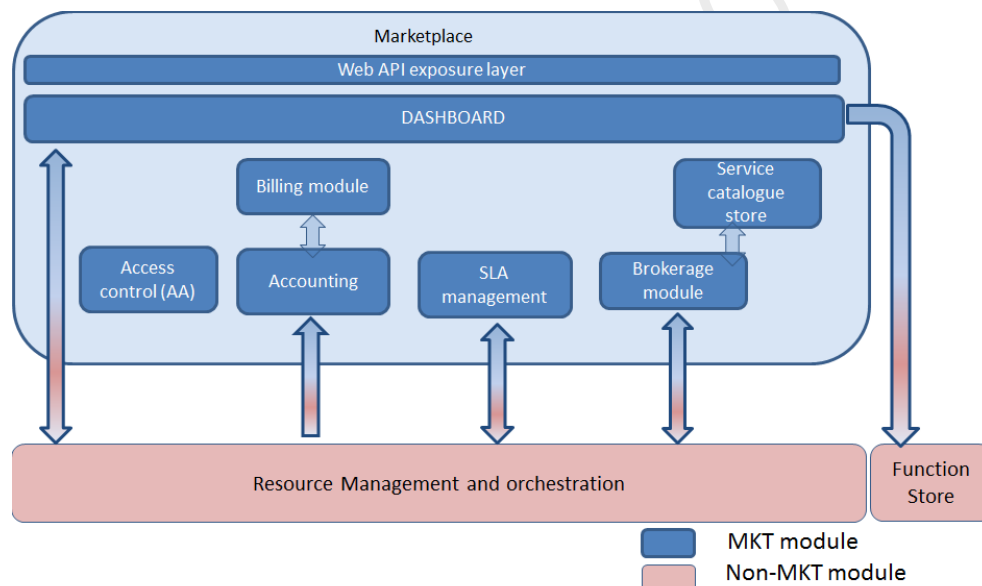 Marketplace
Web API exposure layer
DASHBOARD
Billing module
Service
catalogue
store
Access
control (AA)
Accounting
SLA
management
Brokerage
module
Resource Management and orchestration
Function
Store
MKT module
Non-MKT module